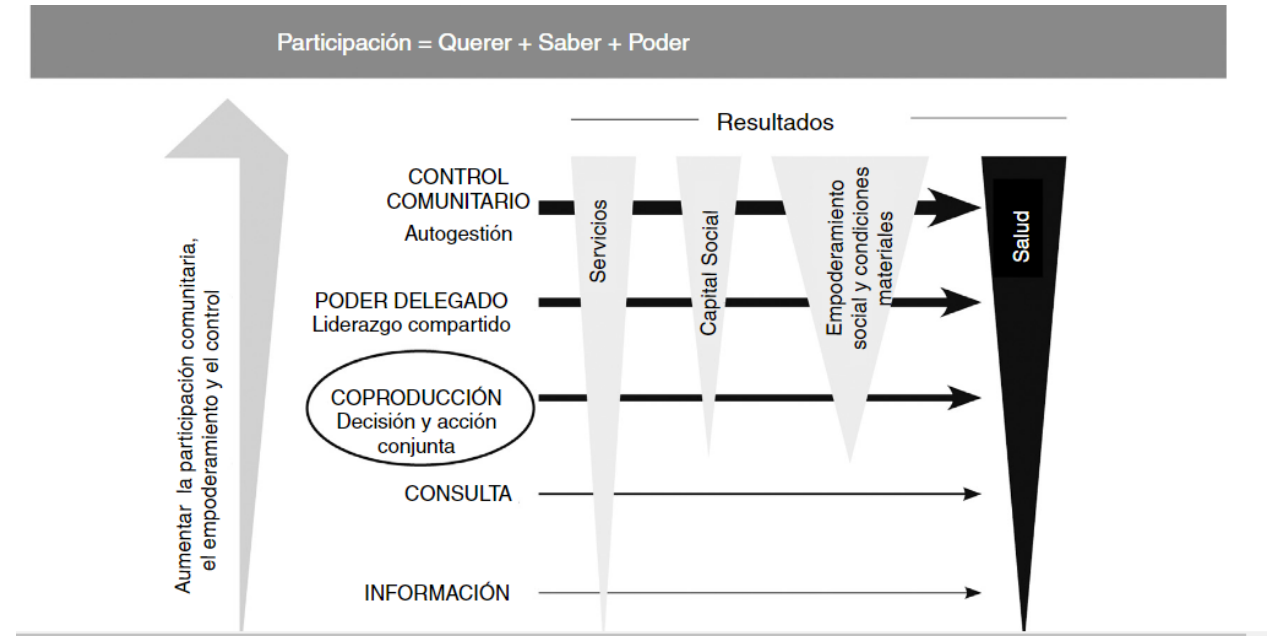 Participación = Querer + Saber + Poder
Resultados
Aumentar la participación comunitaria,
el empoderamiento y el control
CONTROL
COMUNITARIO
Autogestión
PODER DELEGADO
Liderazgo compartido
COPRODUCCIÓN
Decisión y acción
conjunta
CONSULTA
INFORMACIÓN
Servicios
Capital Social
Empoderamiento
social y condiciones
materiales
Salud